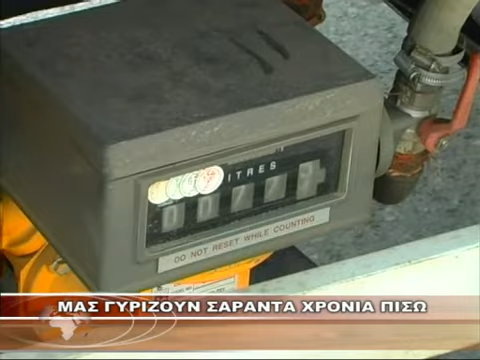 LITRES
DO NOT RESET WHILE COUNTING
ΜΑΣ ΓΥΡΙΖΟΥΝ ΣΑΡΑΝΤΑ ΧΡΟΝΙΑ ΠΙΣΩ